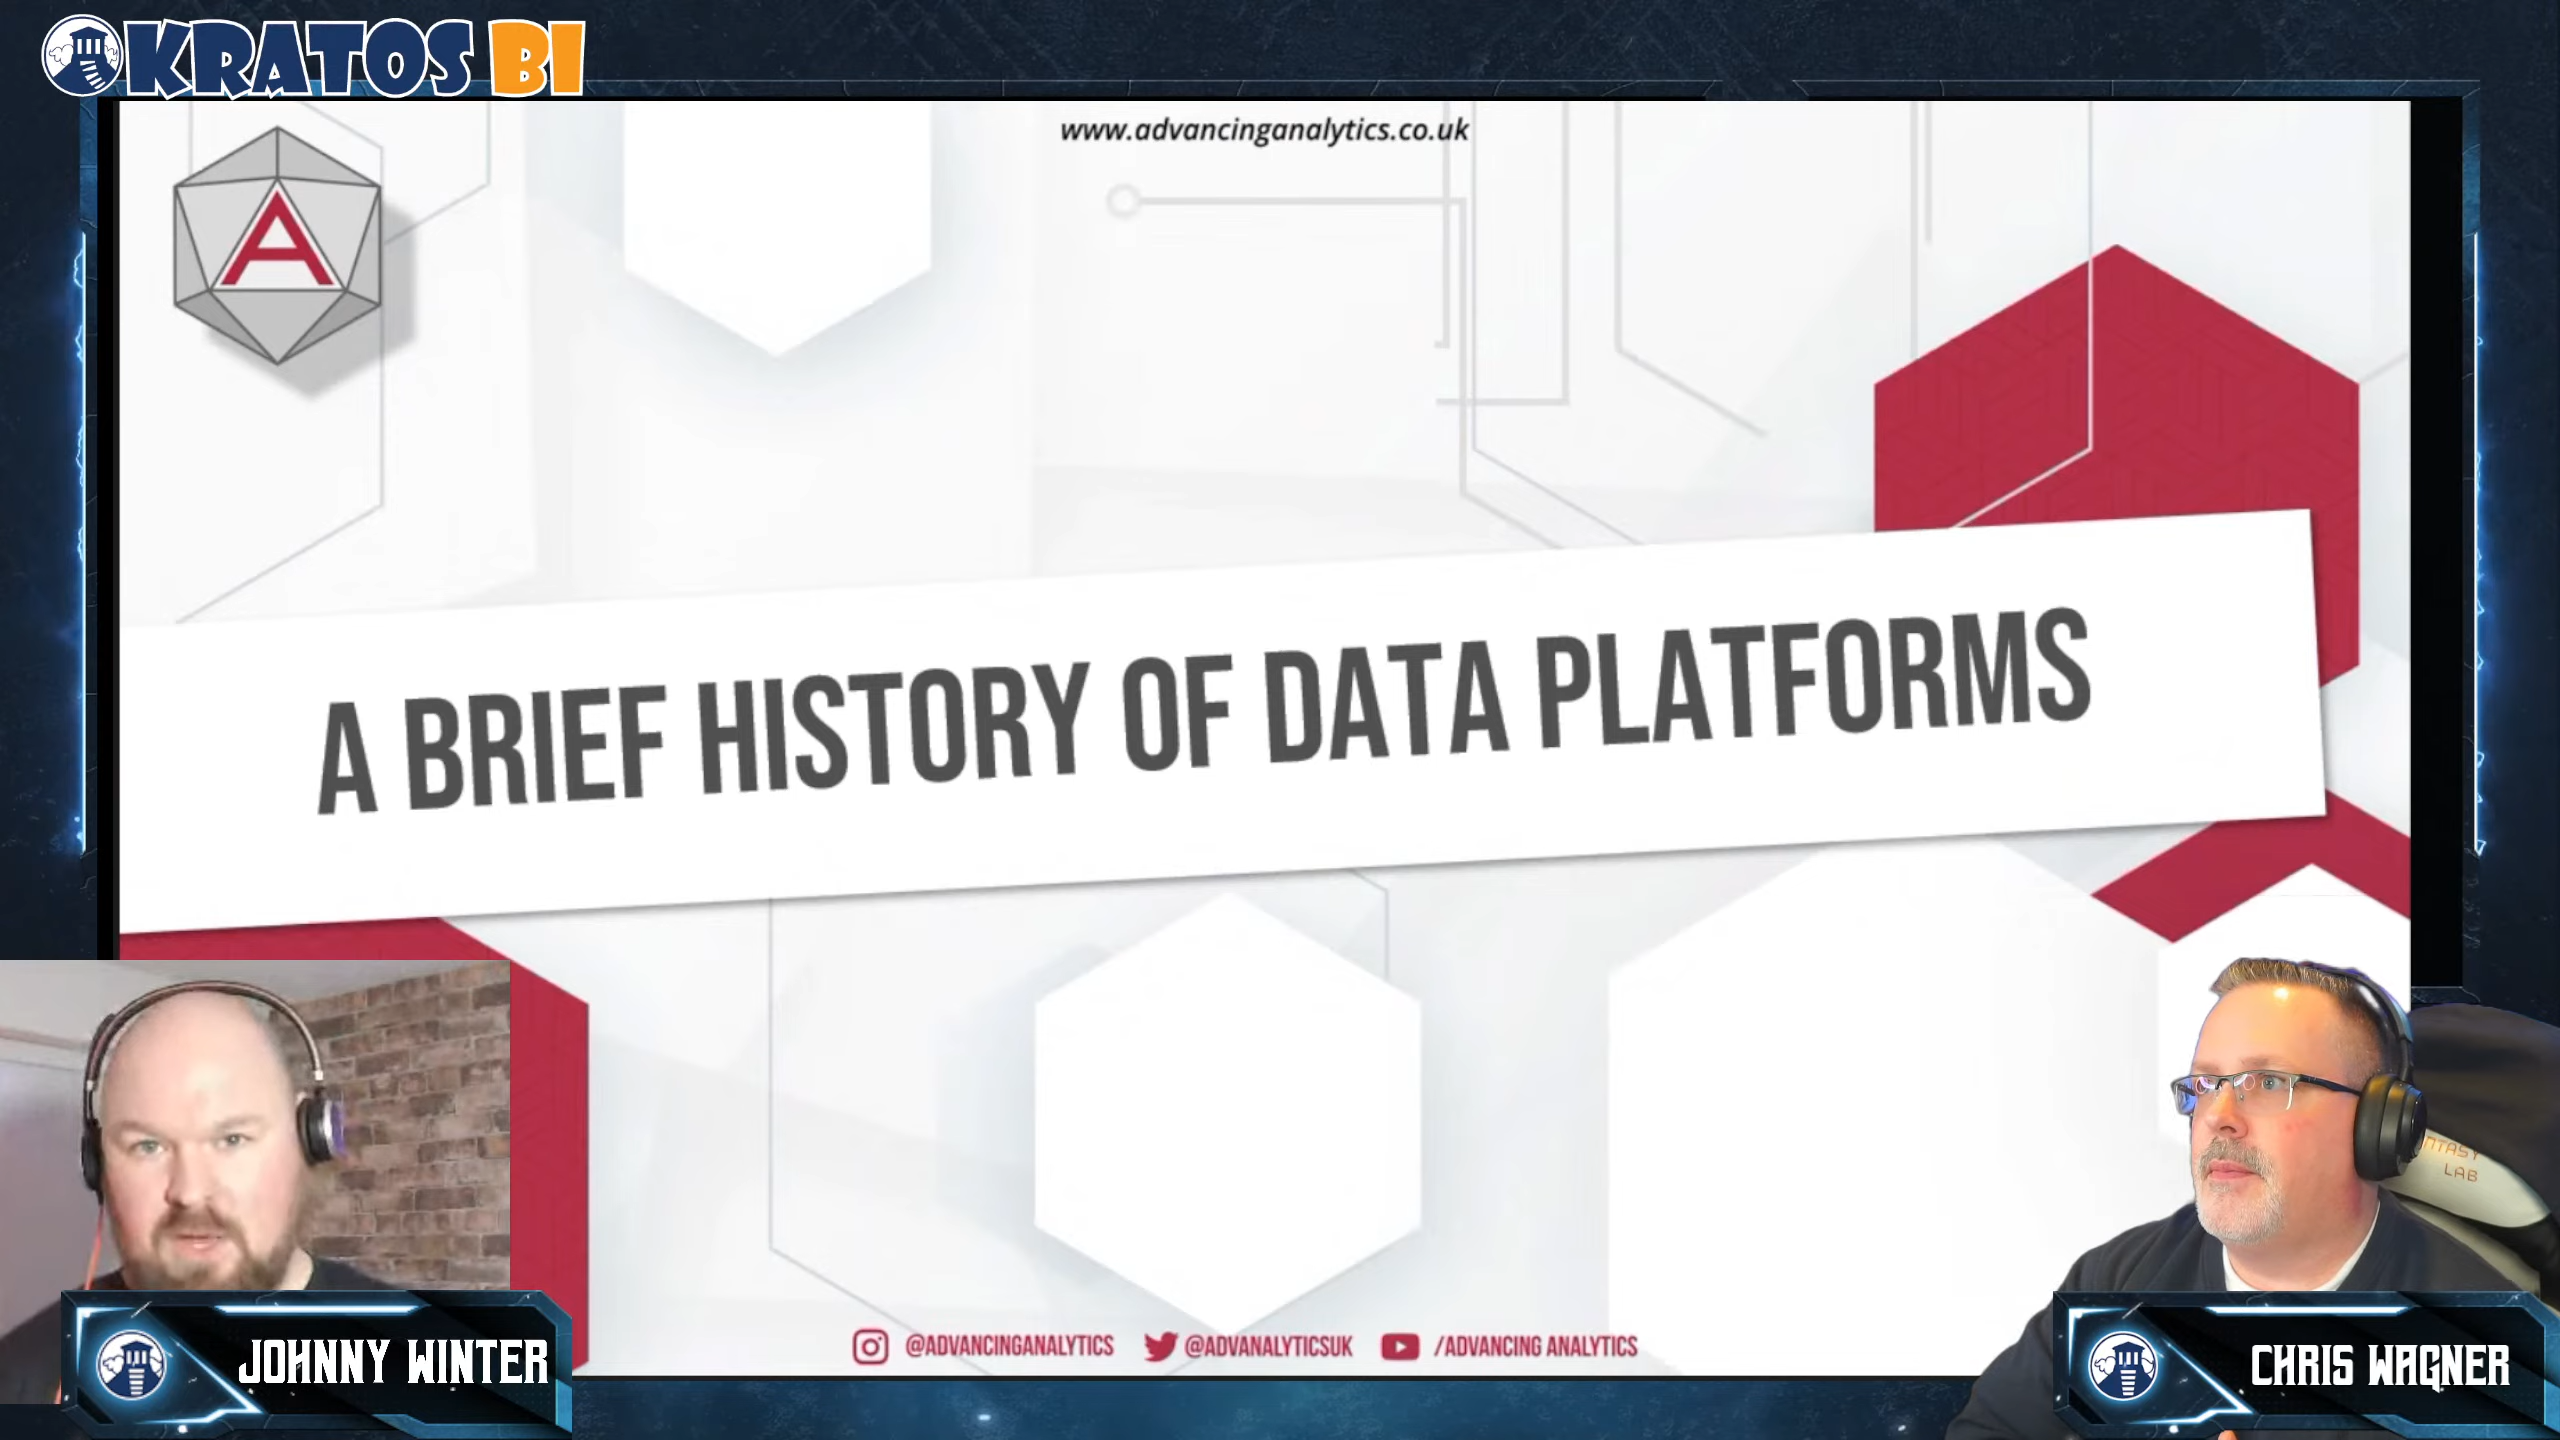 KRATOS BI
www.advancinganalytics.co.uk
A
A BRIEF HISTORY OF DATA PLATFORMS
@ADVANCINGANALYTICS @ADVANALYTICSUK /ADVANCING ANALYTICS
LAB
JOHNNY WINTER
CHRIS WAGNER